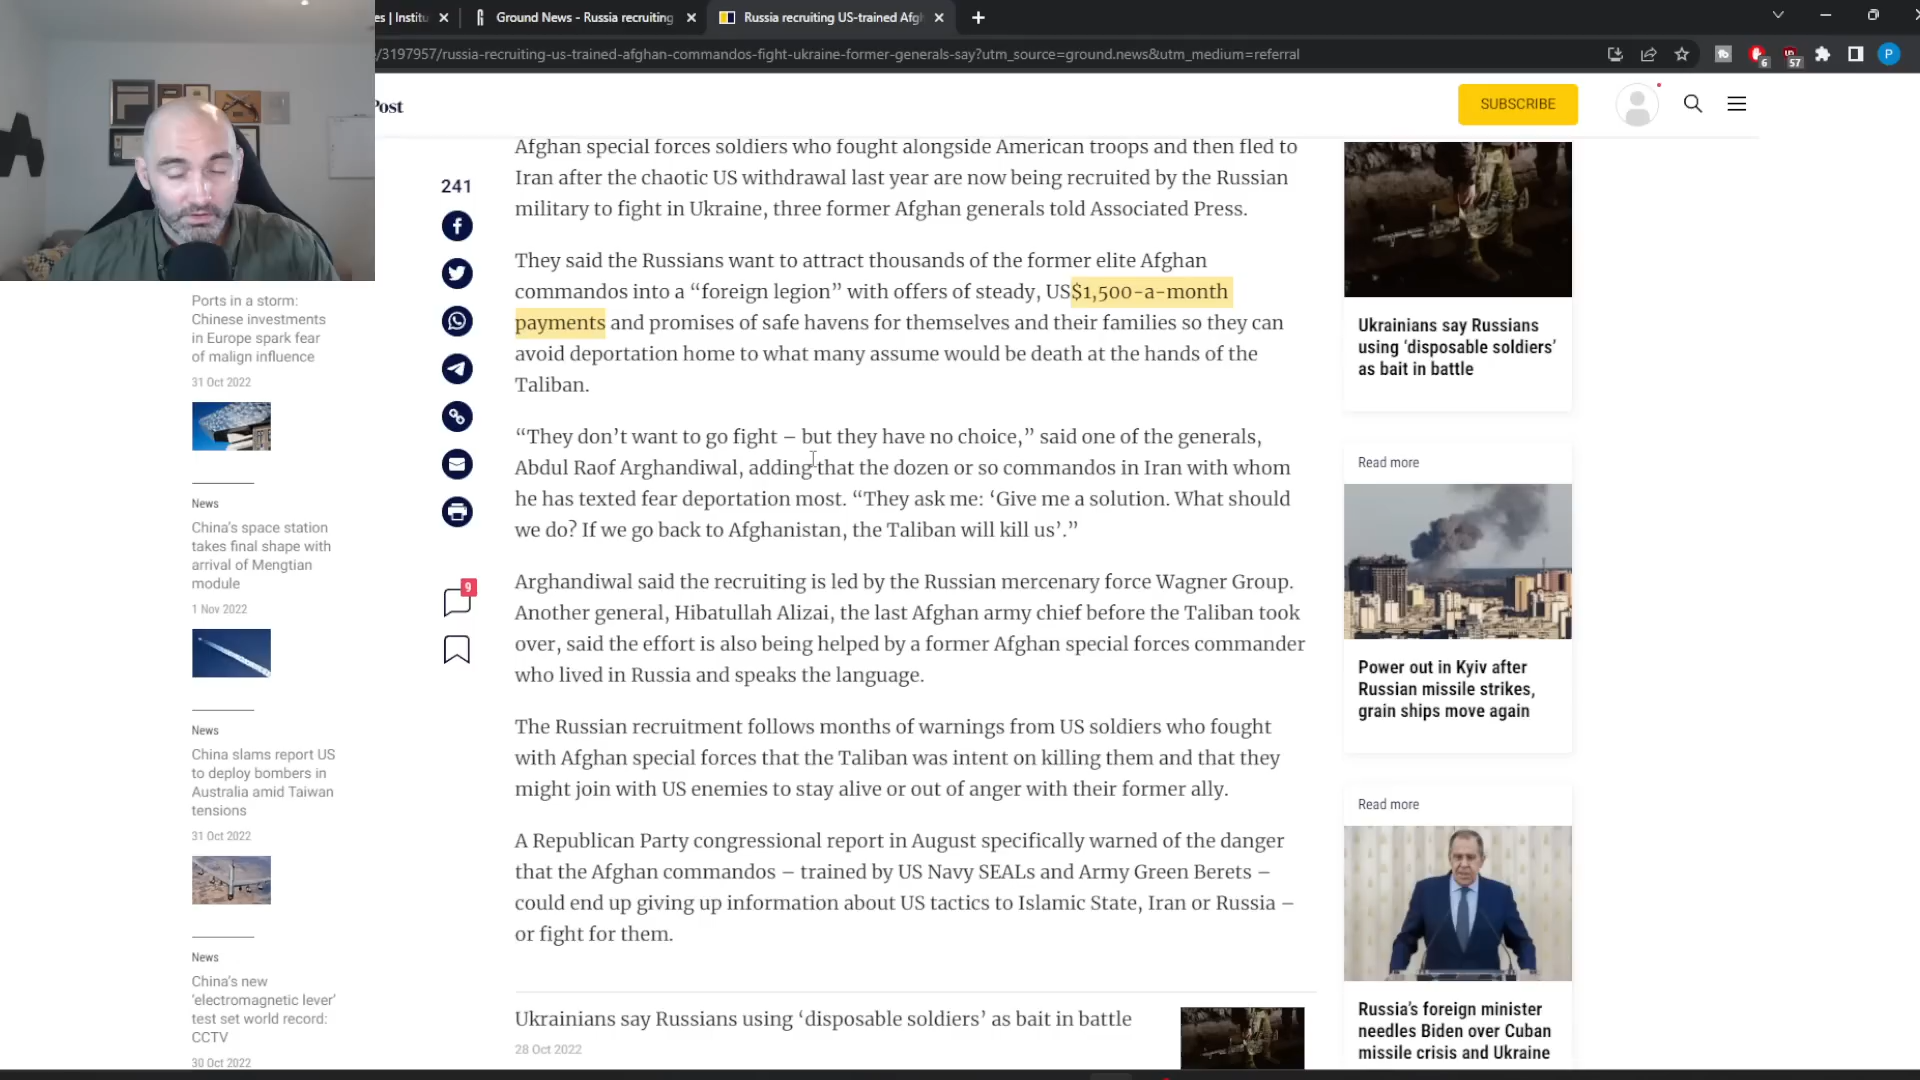 es | Institu
Ground News - Russia recruiting
Russia recruiting US-trained Afg
/3197957/russia-recruiting-us-trained-afghan-commandos-fight-ukraine-former-generals-say?utm_source=ground.news&utm_medium=referral
6
57
P
Post
SUBSCRIBE
241
9
Afghan special forces soldiers who fought alongside American troops and then fled to
Iran after the chaotic US withdrawal last year are now being recruited by the Russian
military to fight in Ukraine, three former Afghan generals told Associated Press.
They said the Russians want to attract thousands of the former elite Afghan
commandos into a “foreign legion” with offers of steady, US$1,500-a-month
payments and promises of safe havens for themselves and their families so they can
avoid deportation home to what many assume would be death at the hands of the
Taliban.
“They don’t want to go fight – but they have no choice,” said one of the generals,
Abdul Raof Arghandiwal, adding that the dozen or so commandos in Iran with whom
he has texted fear deportation most. “They ask me: ‘Give me a solution. What should
we do? If we go back to Afghanistan, the Taliban will kill us’.”
Arghandiwal said the recruiting is led by the Russian mercenary force Wagner Group.
Another general, Hibatullah Alizai, the last Afghan army chief before the Taliban took
over, said the effort is also being helped by a former Afghan special forces commander
who lived in Russia and speaks the language.
The Russian recruitment follows months of warnings from US soldiers who fought
with Afghan special forces that the Taliban was intent on killing them and that they
might join with US enemies to stay alive or out of anger with their former ally.
A Republican Party congressional report in August specifically warned of the danger
that the Afghan commandos – trained by US Navy SEALs and Army Green Berets –
could end up giving up information about US tactics to Islamic State, Iran or Russia –
or fight for them.
Ukrainians say Russians using ‘disposable soldiers’ as bait in battle
28 Oct 2022
Ports in a storm:
Chinese investments
in Europe spark fear
of malign influence
31 Oct 2022
News
China’s space station
takes final shape with
arrival of Mengtian
module
1 Nov 2022
News
China slams report US
to deploy bombers in
Australia amid Taiwan
tensions
31 Oct 2022
News
China’s new
‘electromagnetic lever’
test set world record:
CCTV
30 Oct 2022
Ukrainians say Russians
using ‘disposable soldiers’
as bait in battle
Read more
Power out in Kyiv after
Russian missile strikes,
grain ships move again
Read more
Russia’s foreign minister
needles Biden over Cuban
missile crisis and Ukraine